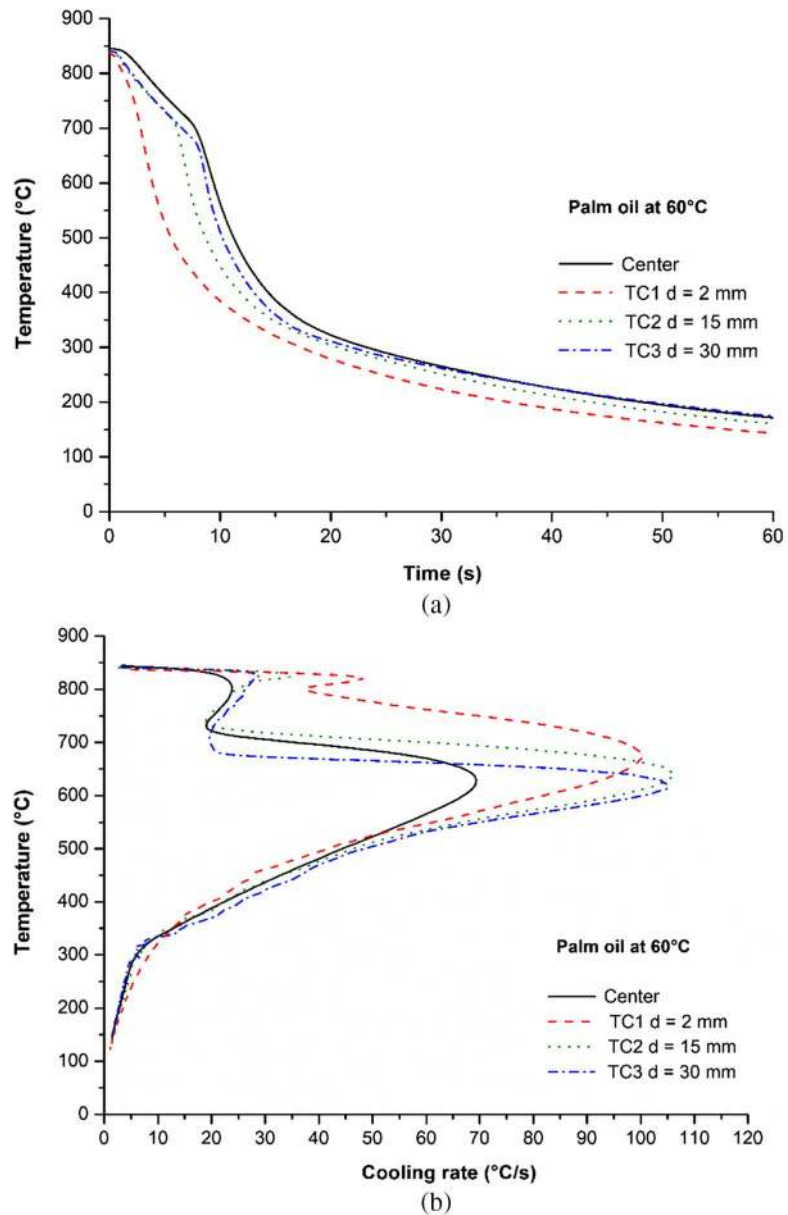 900
800
700
600
500
400
300
200
100
0
Temperature (°C)
Palm oil at 60°C
Center
TC1 d = 2 mm
TC2 d = 15 mm
TC3 d = 30 mm
0 10 20 30 40 50 60
Time (s)
(a)
900
800
700
600
500
400
300
200
100
0
Temperature (°C)
Palm oil at 60°C
Center
TC1 d = 2 mm
TC2 d = 15 mm
TC3 d = 30 mm
0 10 20 30 40 50 60 70 80 90 100 110 120
Cooling rate (°C/s)
(b)